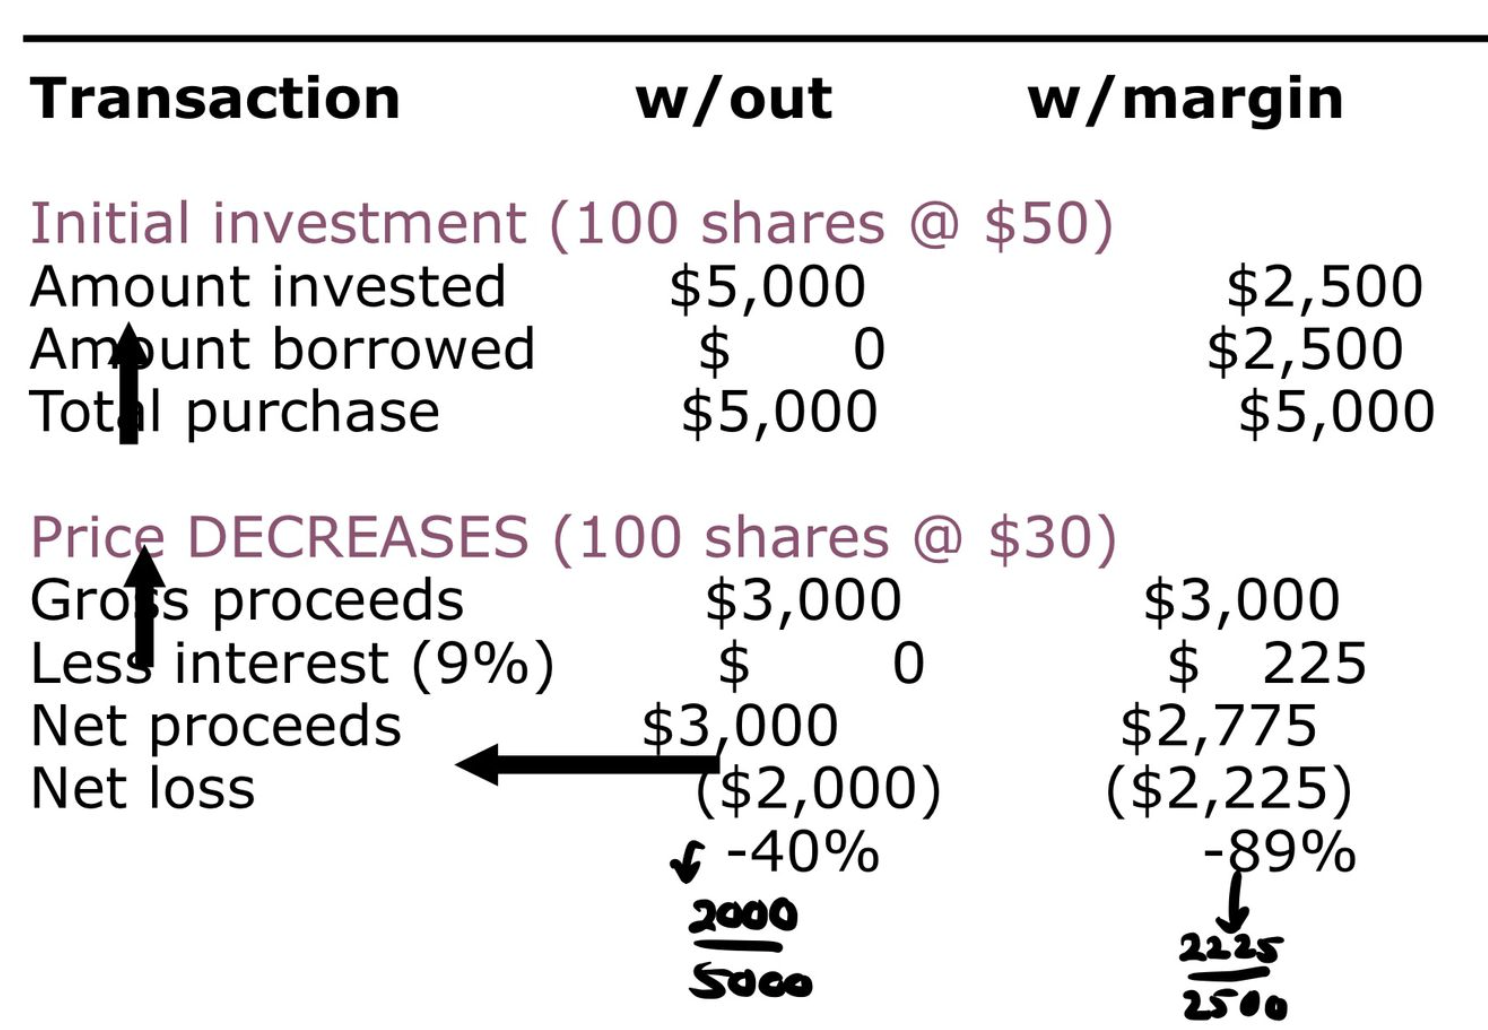 Transaction w/out w/margin
Initial investment (100 shares @ $50)
Amount invested $5,000 $2,500
Amount borrowed $ 0 $2,500
Total purchase $5,000 $5,000
Price DECREASES (100 shares @ $30)
Gross proceeds $3,000 $3,000
Less interest (9%) $ 0 $ 225
Net proceeds $3,000 $2,775
Net loss ($2,000) ($2,225)
-40% -89%
2000 2225
5000 2500